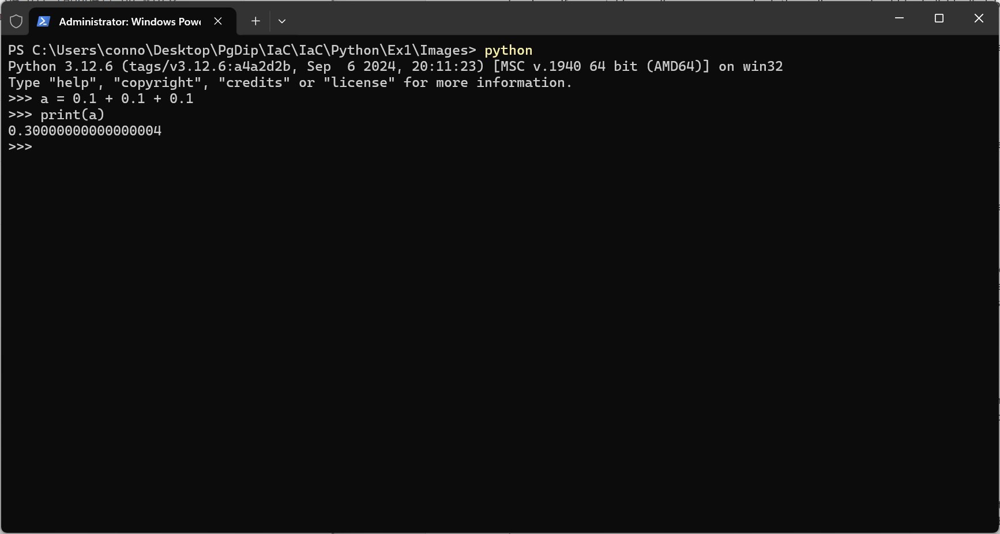 Administrator: Windows Powe
PS C:\Users\conno\Desktop\PgDip\IaC\IaC\Python\Ex1\Images> python
Python 3.12.6 (tags/v3.12.6:a4a2d2b, Sep  6 2024, 20:11:23) [MSC v.1940 64 bit (AMD64)] on win32
Type "help", "copyright", "credits" or "license" for more information.
>>> a = 0.1 + 0.1 + 0.1
>>> print(a)
0.30000000000000004
>>>